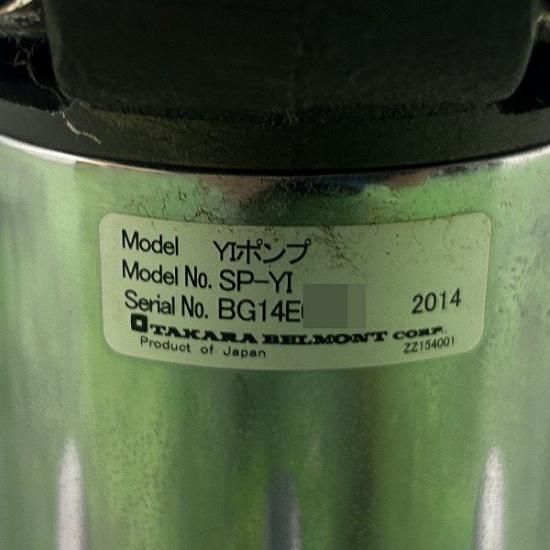 Model YIポンプ
Model No. SP-YI
Serial No. BG14E
2014
TAKARA BELMONT CORP.
Product of Japan
ZZ154001